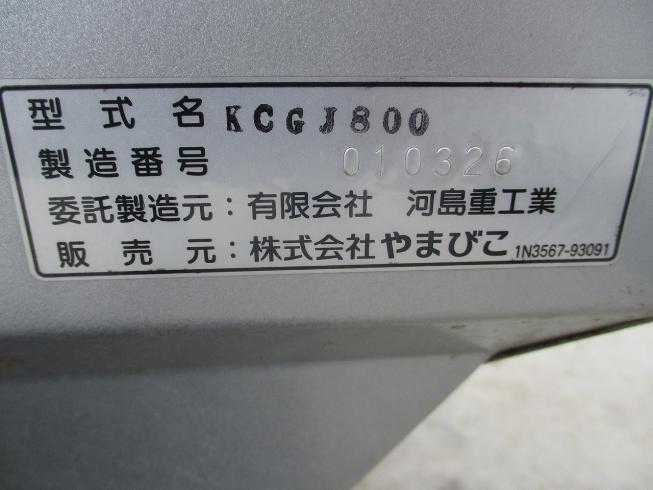 型式名 KCGJ800
製造番号 010326
委託製造元：有限会社 河島重工業
販売元：株式会社やまびこ 1N3567-93091